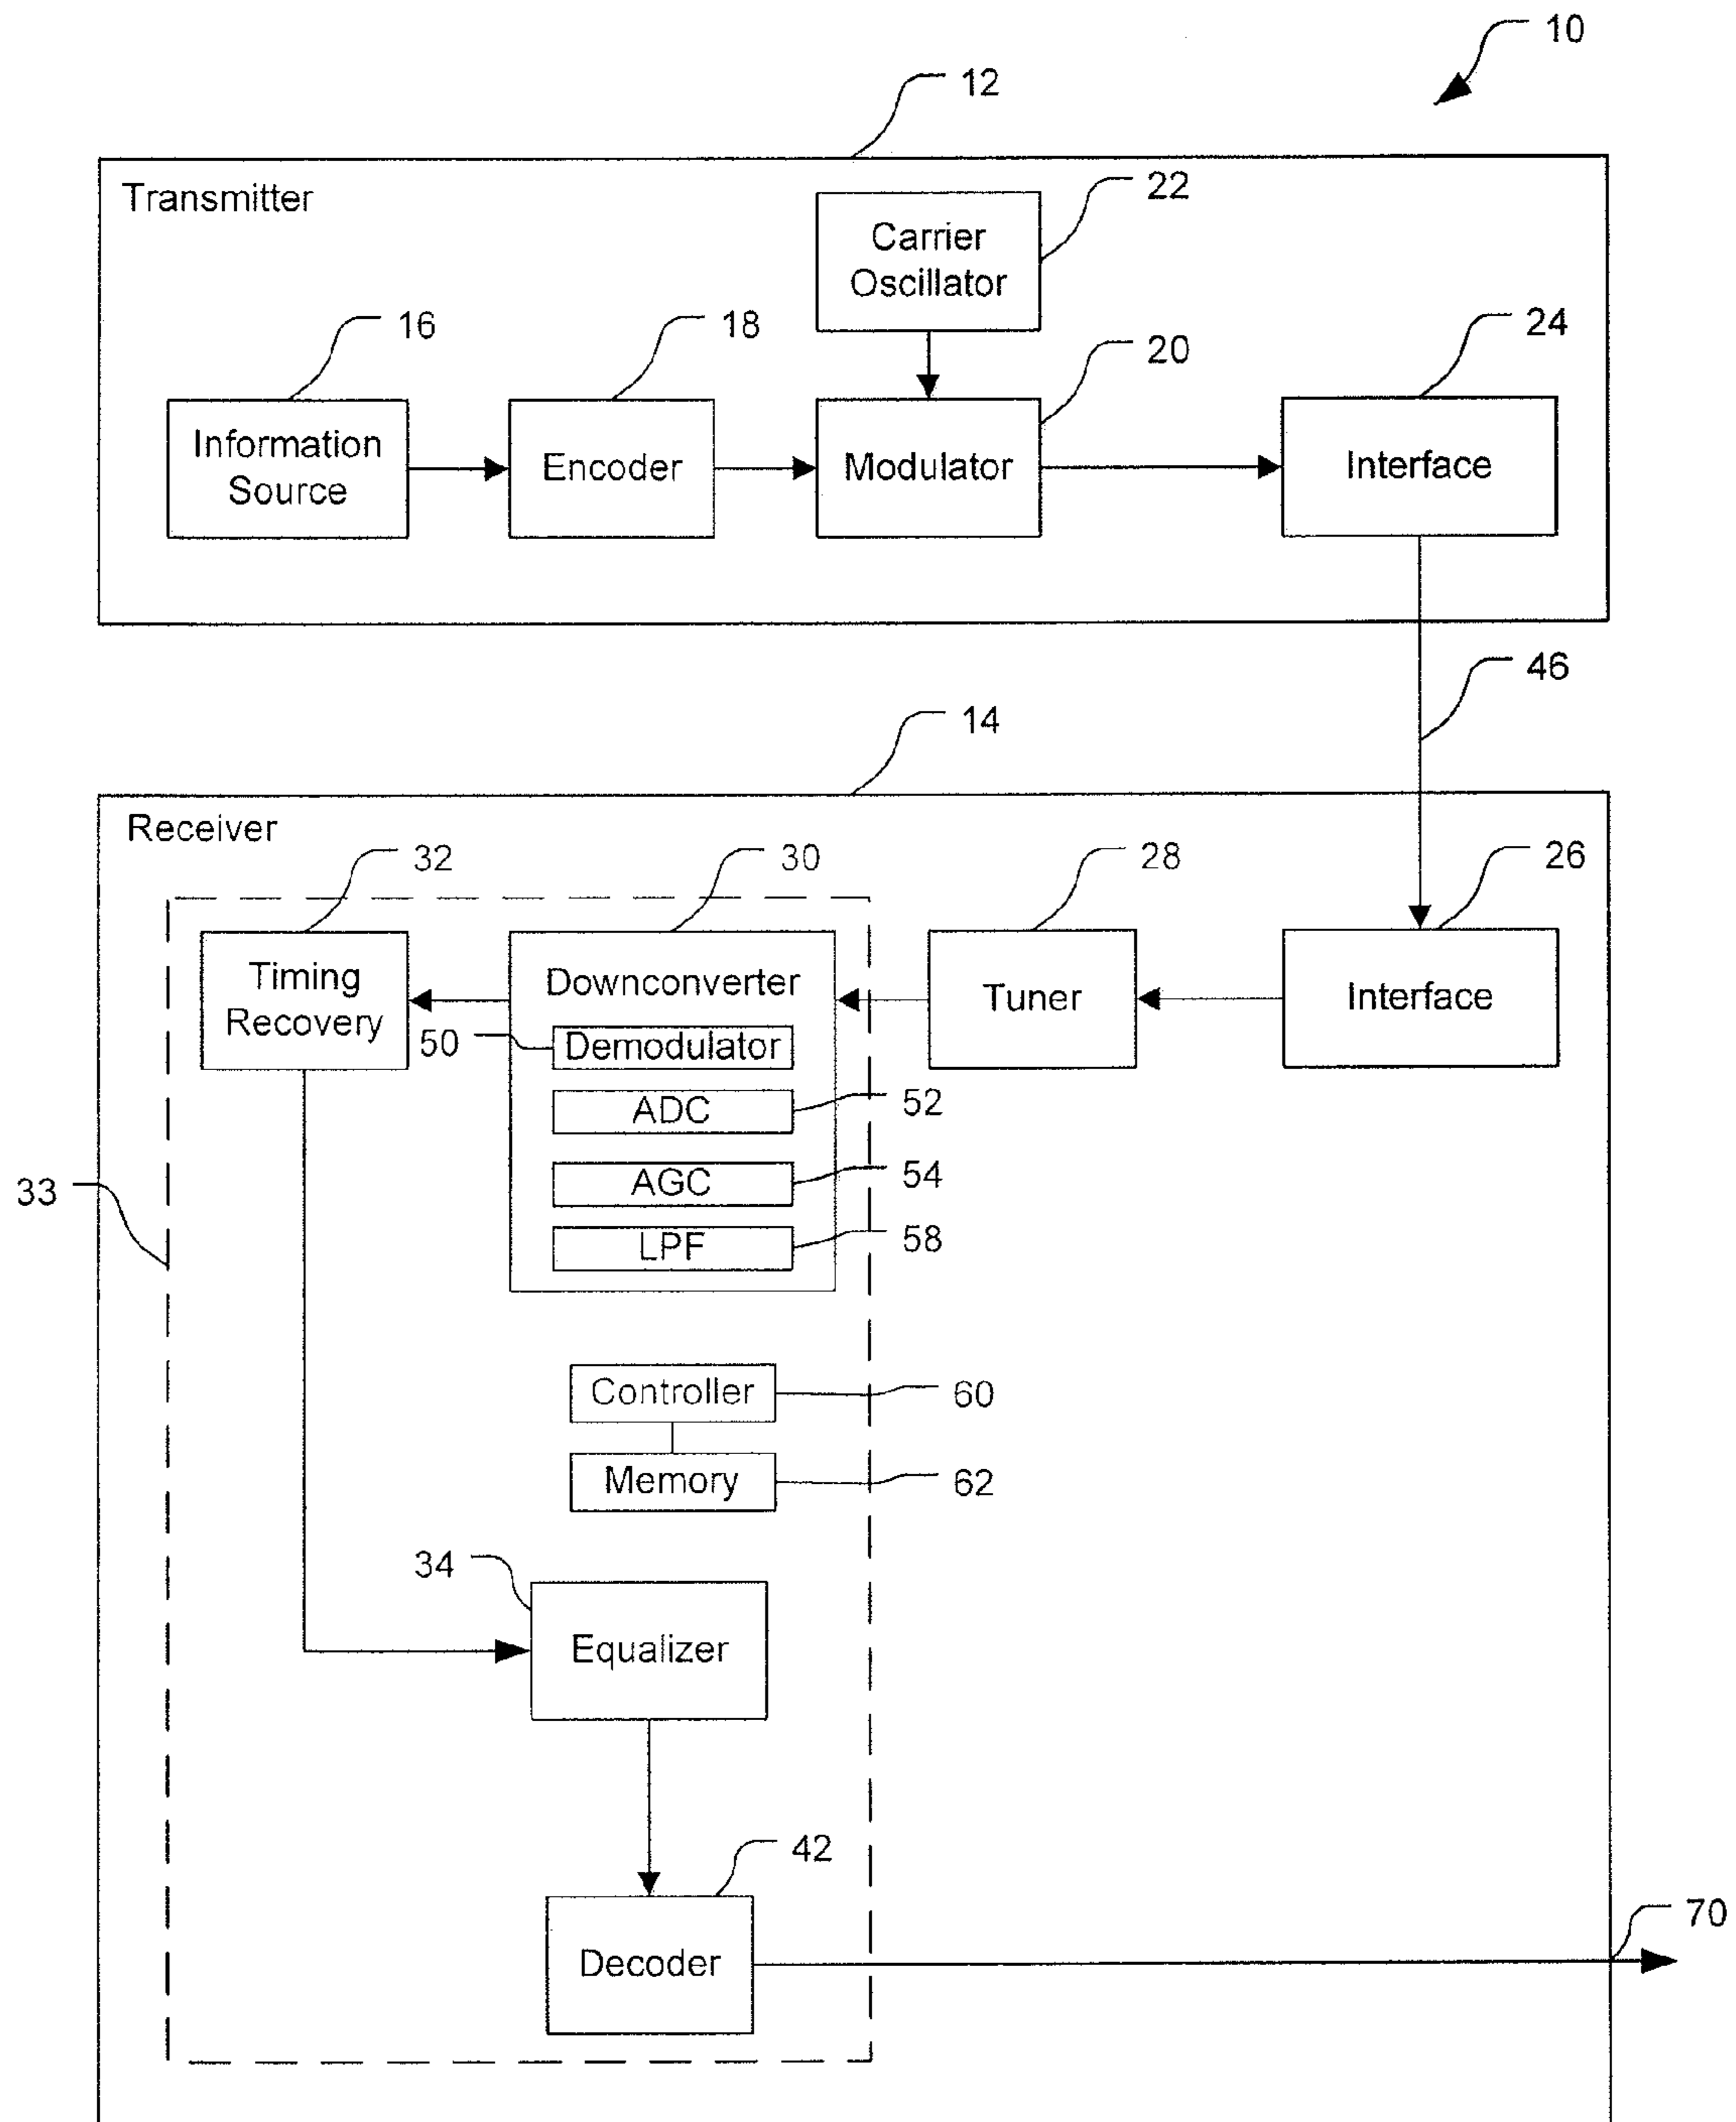 10
12
Transmitter
22
Carrier
Oscillator
16
18
20
24
Information
Source
Encoder
Modulator
Interface
46
14
Receiver
32
30
28
26
Timing
Recovery
Downconverter
Tuner
Interface
50
Demodulator
ADC
52
AGC
54
33
LPF
58
Controller
60
Memory
62
34
Equalizer
42
Decoder
70